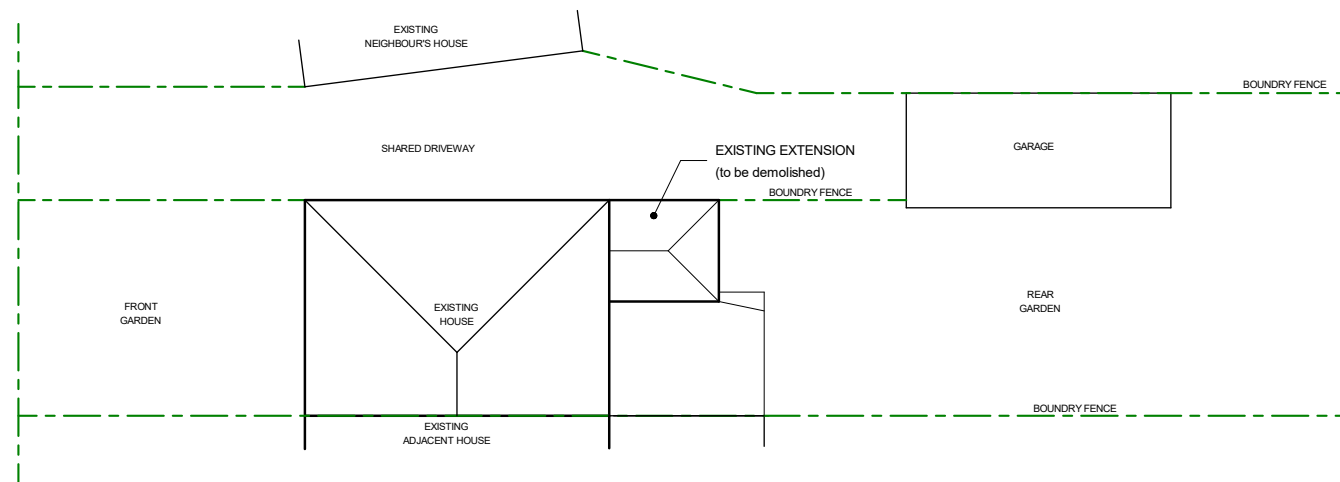 EXISTING
NEIGHBOUR'S HOUSE
BOUNDRY FENCE
SHARED DRIVEWAY
EXISTING EXTENSION
(to be demolished)
GARAGE
BOUNDRY FENCE
FRONT
GARDEN
EXISTING
HOUSE
REAR
GARDEN
BOUNDRY FENCE
EXISTING
ADJACENT HOUSE